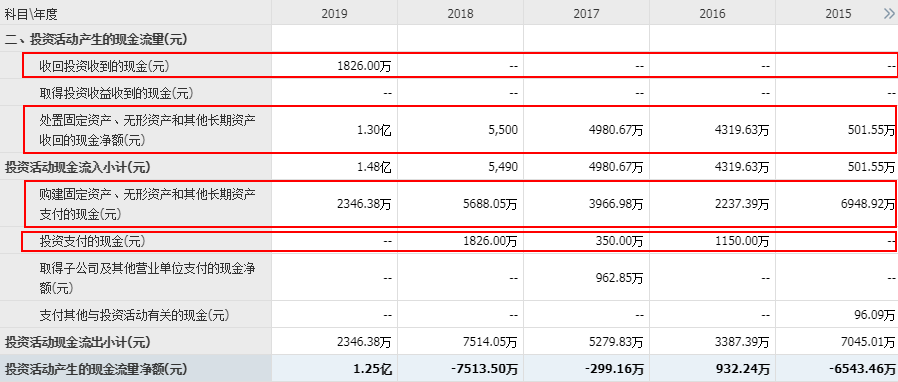 科目\年度 2019 2018 2017 2016 2015 >>
二、投资活动产生的现金流量(元)
收回投资收到的现金(元) 1826.00万 -- -- -- --
取得投资收益收到的现金(元) -- -- -- -- --
处置固定资产、无形资产和其他长期资产
收回的现金净额(元) 1.30亿 5,500 4980.67万 4319.63万 501.55万
投资活动现金流入小计(元) 1.48亿 5,490 4980.67万 4319.63万 501.55万
购建固定资产、无形资产和其他长期资产
支付的现金(元) 2346.38万 5688.05万 3966.98万 2237.39万 6948.92万
投资支付的现金(元) -- 1826.00万 350.00万 1150.00万 --
取得子公司及其他营业单位支付的现金净
额(元) -- -- 962.85万 -- --
支付其他与投资活动有关的现金(元) -- -- -- -- 96.09万
投资活动现金流出小计(元) 2346.38万 7514.05万 5279.83万 3387.39万 7045.01万
投资活动产生的现金流量净额(元) 1.25亿 -7513.50万 -299.16万 932.24万 -6543.46万